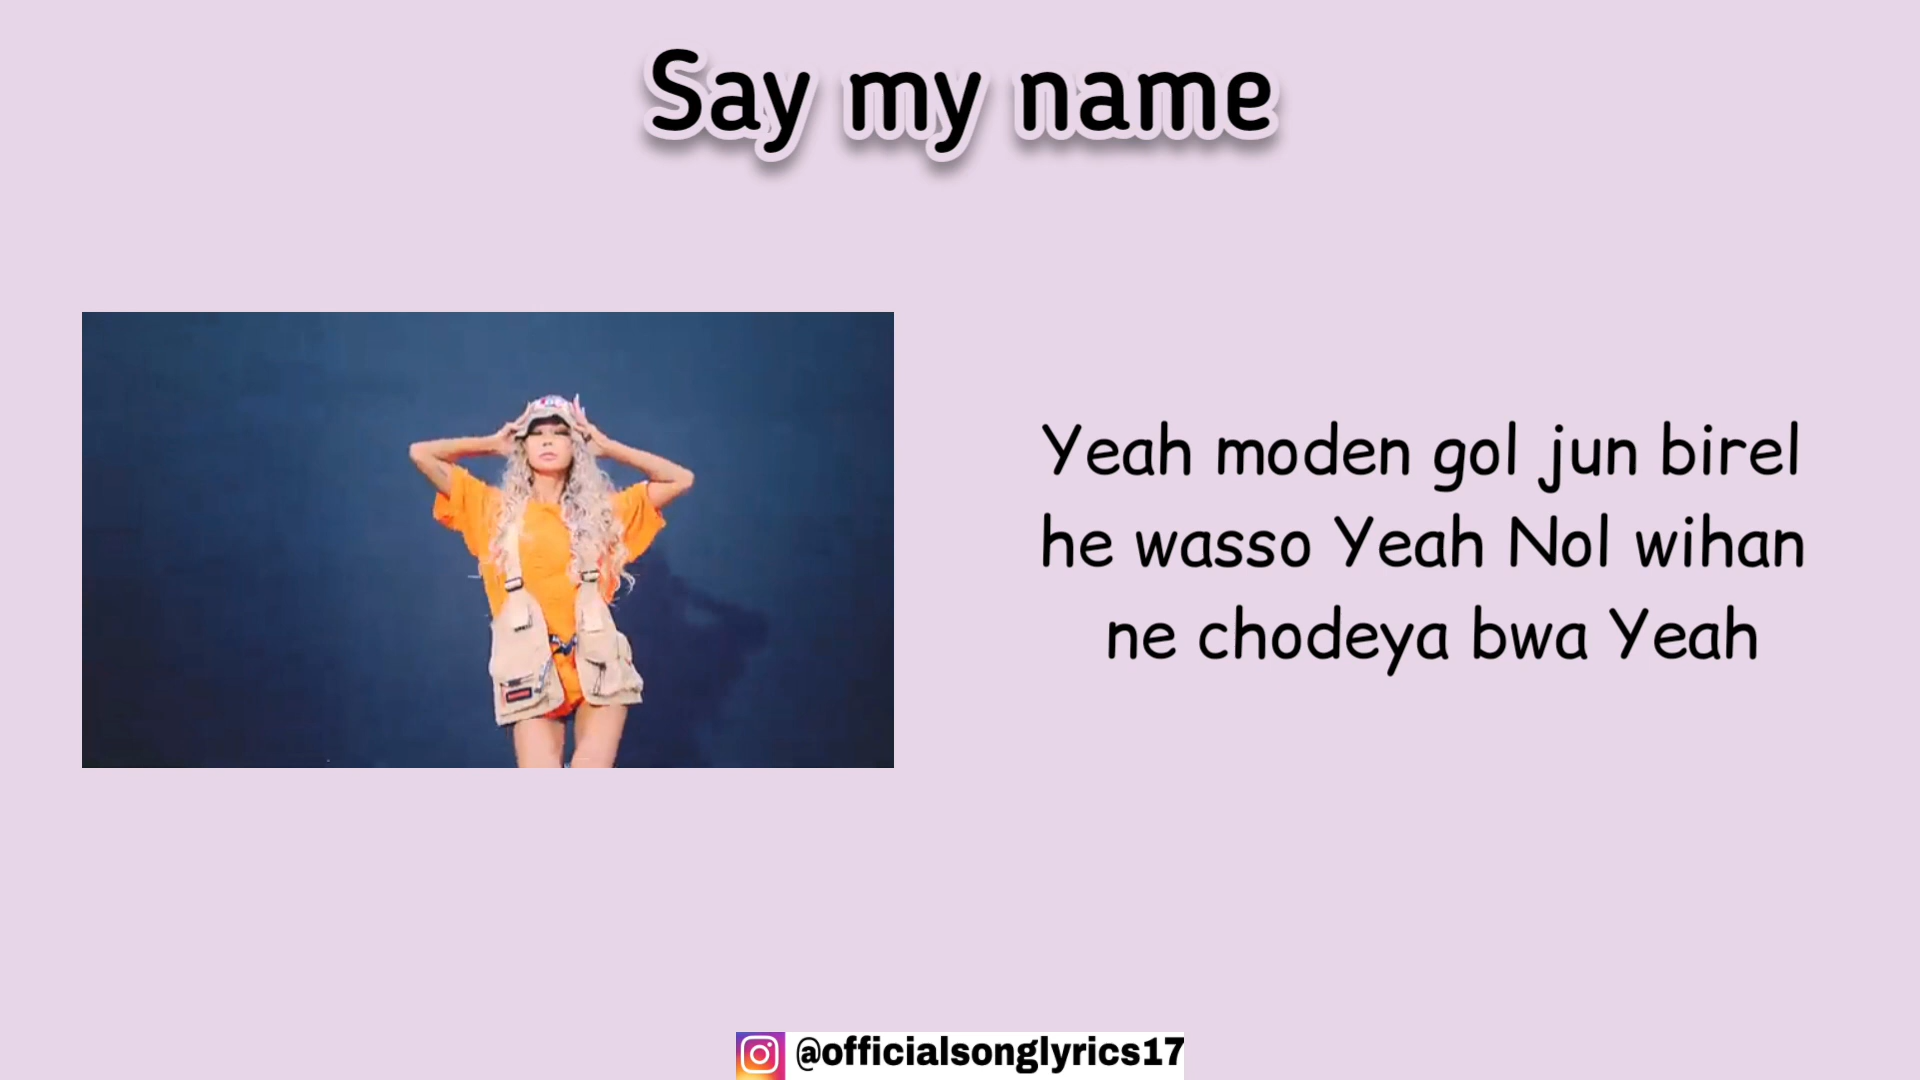 Say my name
Yeah moden gol jun birel
he wasso Yeah Nol wihan
ne chodeya bwa Yeah
@officialsonglyrics17